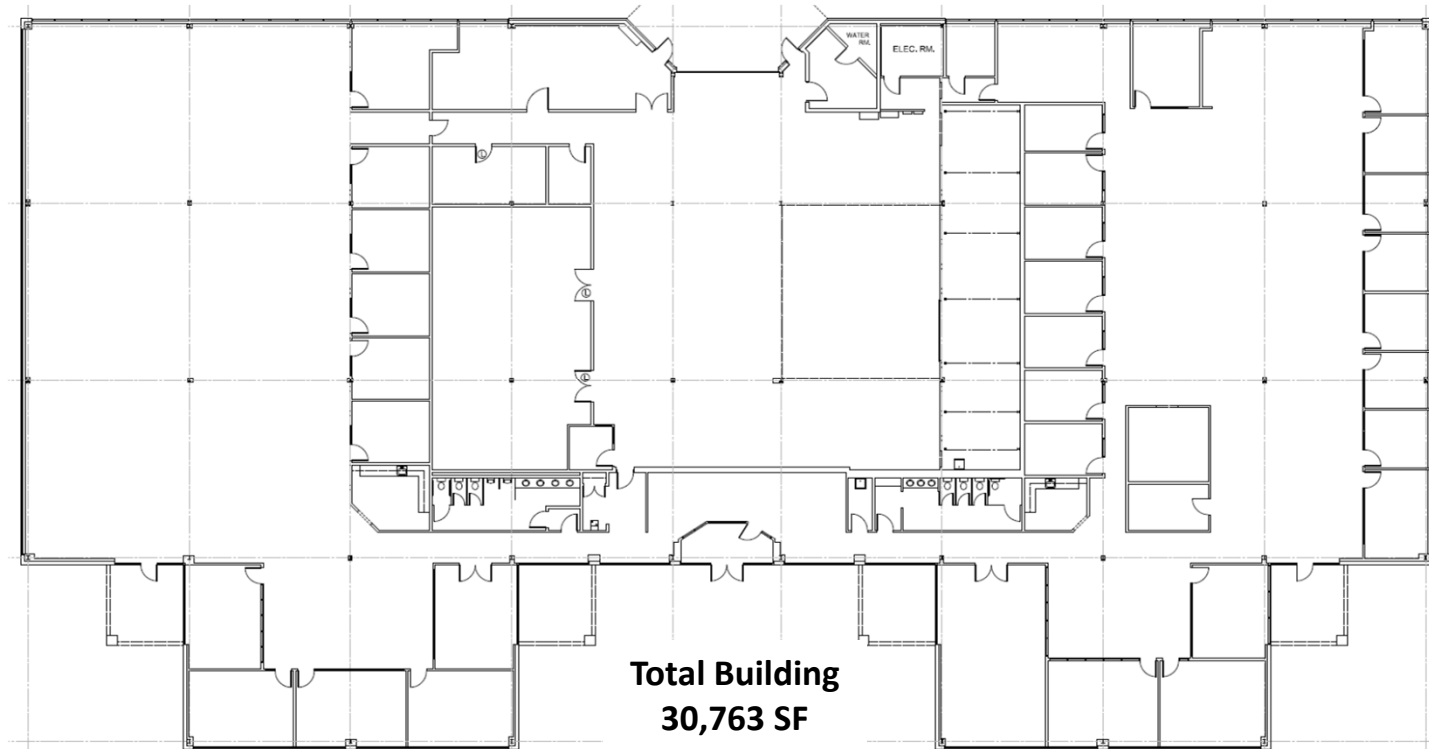 WATER
RM.
ELEC. RM.
L
L
L
Total Building
30,763 SF